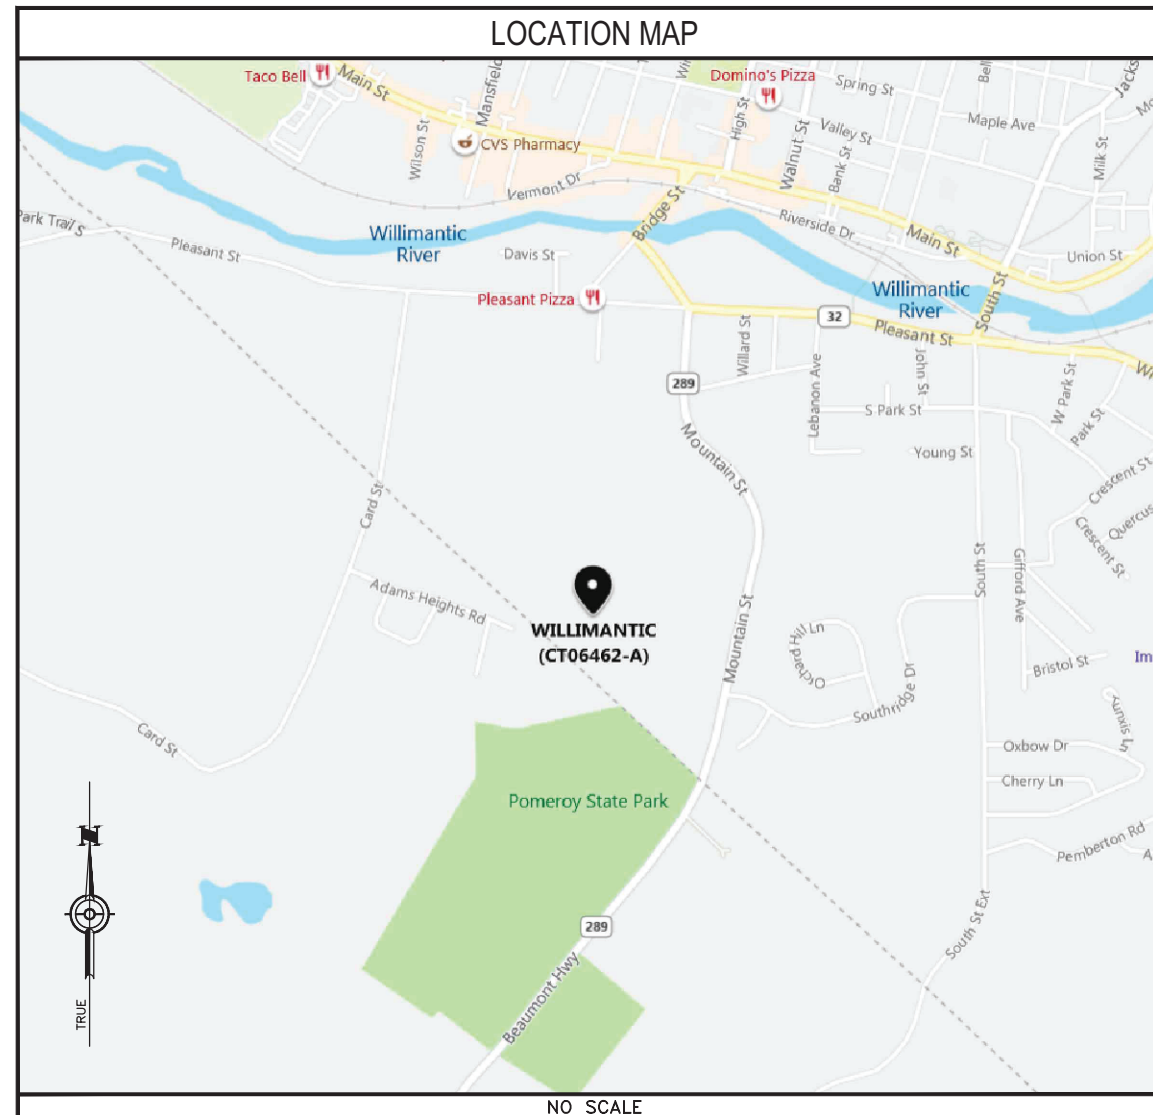 LOCATION MAP
Taco Bell
Main St
Mansfield
Domino's Pizza
Spring St
Bel
Jacks
Maple Ave
High St
Valley St
Walnut St
Bank St
Milk St
Wilson St
CVS Pharmacy
Vermont Dr
Bridge St
Riverside Dr
Main St
Union St
Park Trail S
Pleasant St
Willimantic
River
Davis St
Pleasant Pizza
Willimantic
River
South St
32
Pleasant St
Willard St
289
Lebanon Ave
John St
S Park St
W Park St
Park St
Mountain St
Young St
Crescent St
Quercus
Crescent St
Card St
South St
Gifford Ave
Adams Heights Rd
WILLIMANTIC
(CT06462-A)
Mountain St
Orchard Hill Ln
Southridge Dr
Bristol St
Im
Card St
Sixuny Ln
Oxbow Dr
Cherry Ln
Pomeroy State Park
Pemberton Rd
A
N
289
South St Ext
Beaumont Hwy
TRUE
NO SCALE